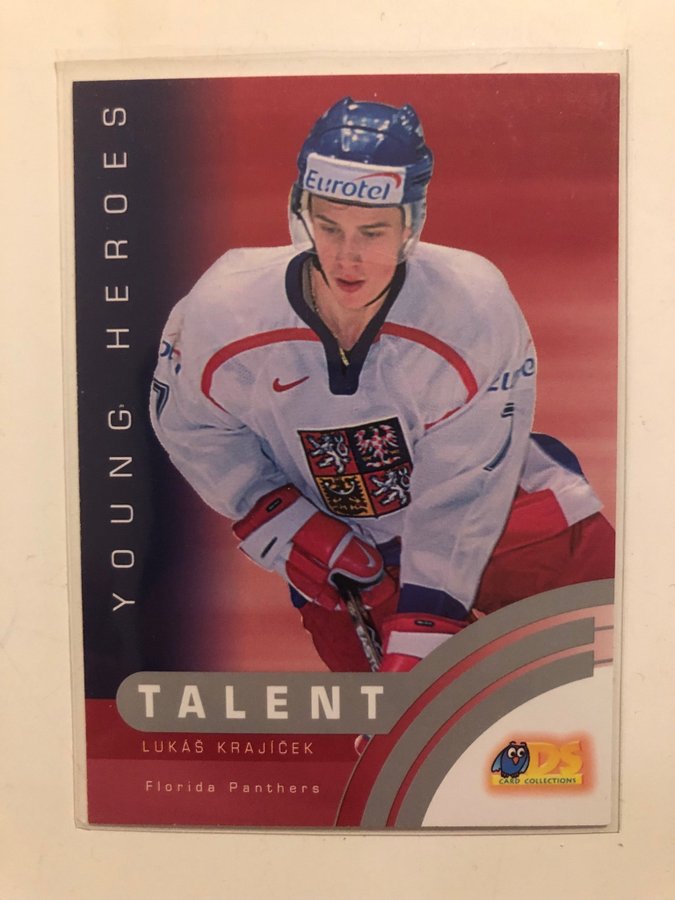 YOUNG HEROES
Eurotel
TALENT
LUKÁŠ KRAJÍČEK
Florida Panthers
DS
CARD COLLECTIONS